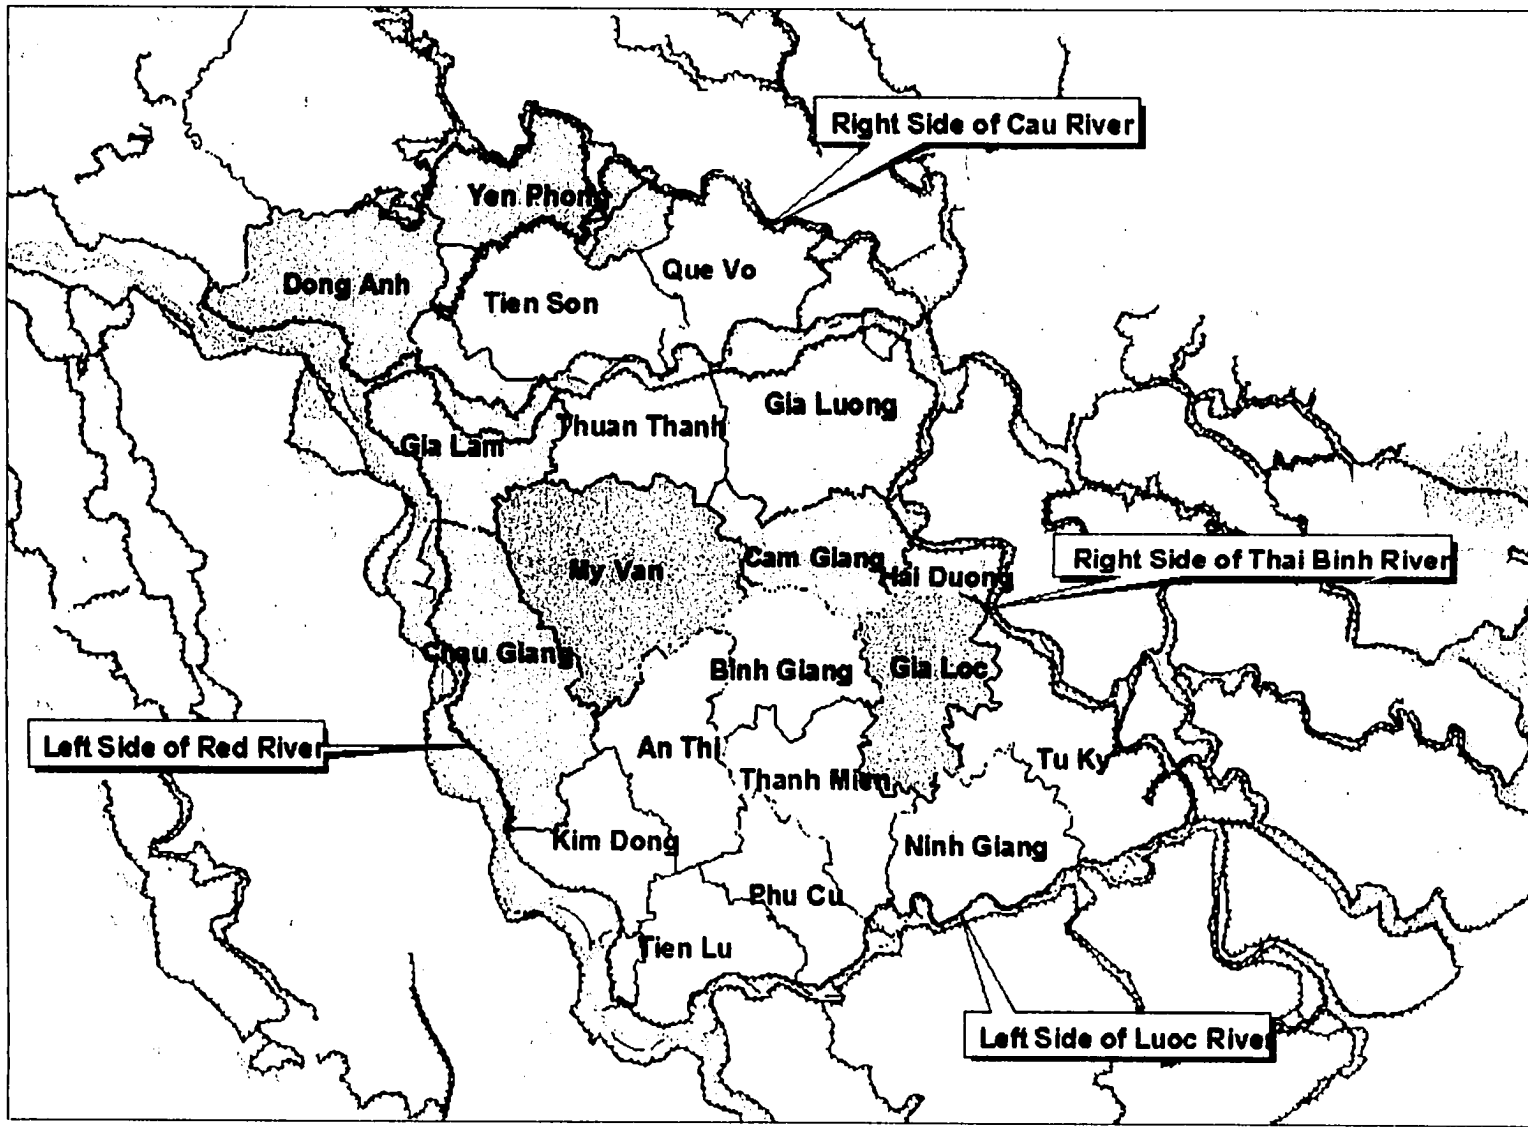 Right Side of Cau River
Yen Phong
Que Vo
Dong Anh
Tien Son
Gia Luong
Thuan Thanh
Gia Lam
Right Side of Thai Binh River
Cam Giang
My Van
Hai Duong
Chau Giang
Binh Giang
Gia Loc
Left Side of Red River
An Thi
Tu Ky
Thanh Mien
Kim Dong
Ninh Giang
Phu Cu
Tien Lu
Left Side of Luoc River